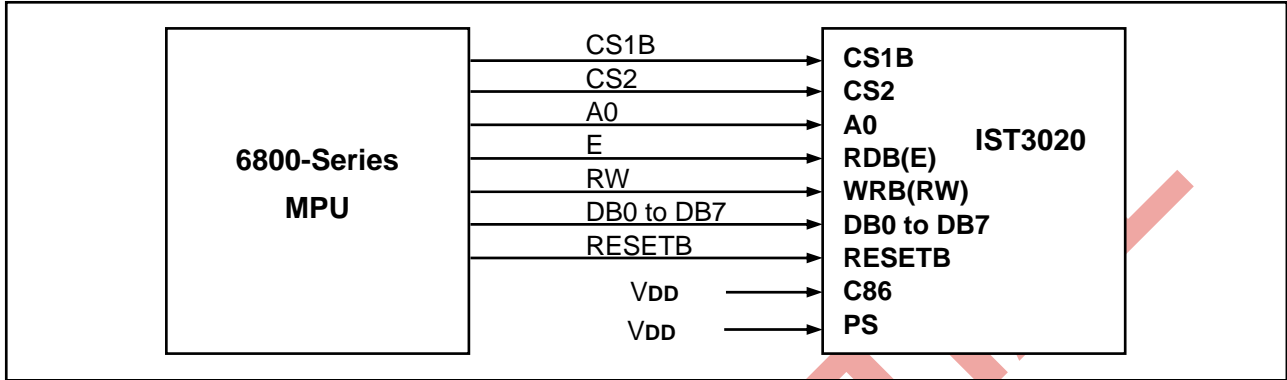 6800-Series
MPU
CS1B
CS2
A0
E
RW
DB0 to DB7
RESETB
VDD
VDD
CS1B
CS2
A0
RDB(E)
WRB(RW)
DB0 to DB7
RESETB
C86
PS
IST3020